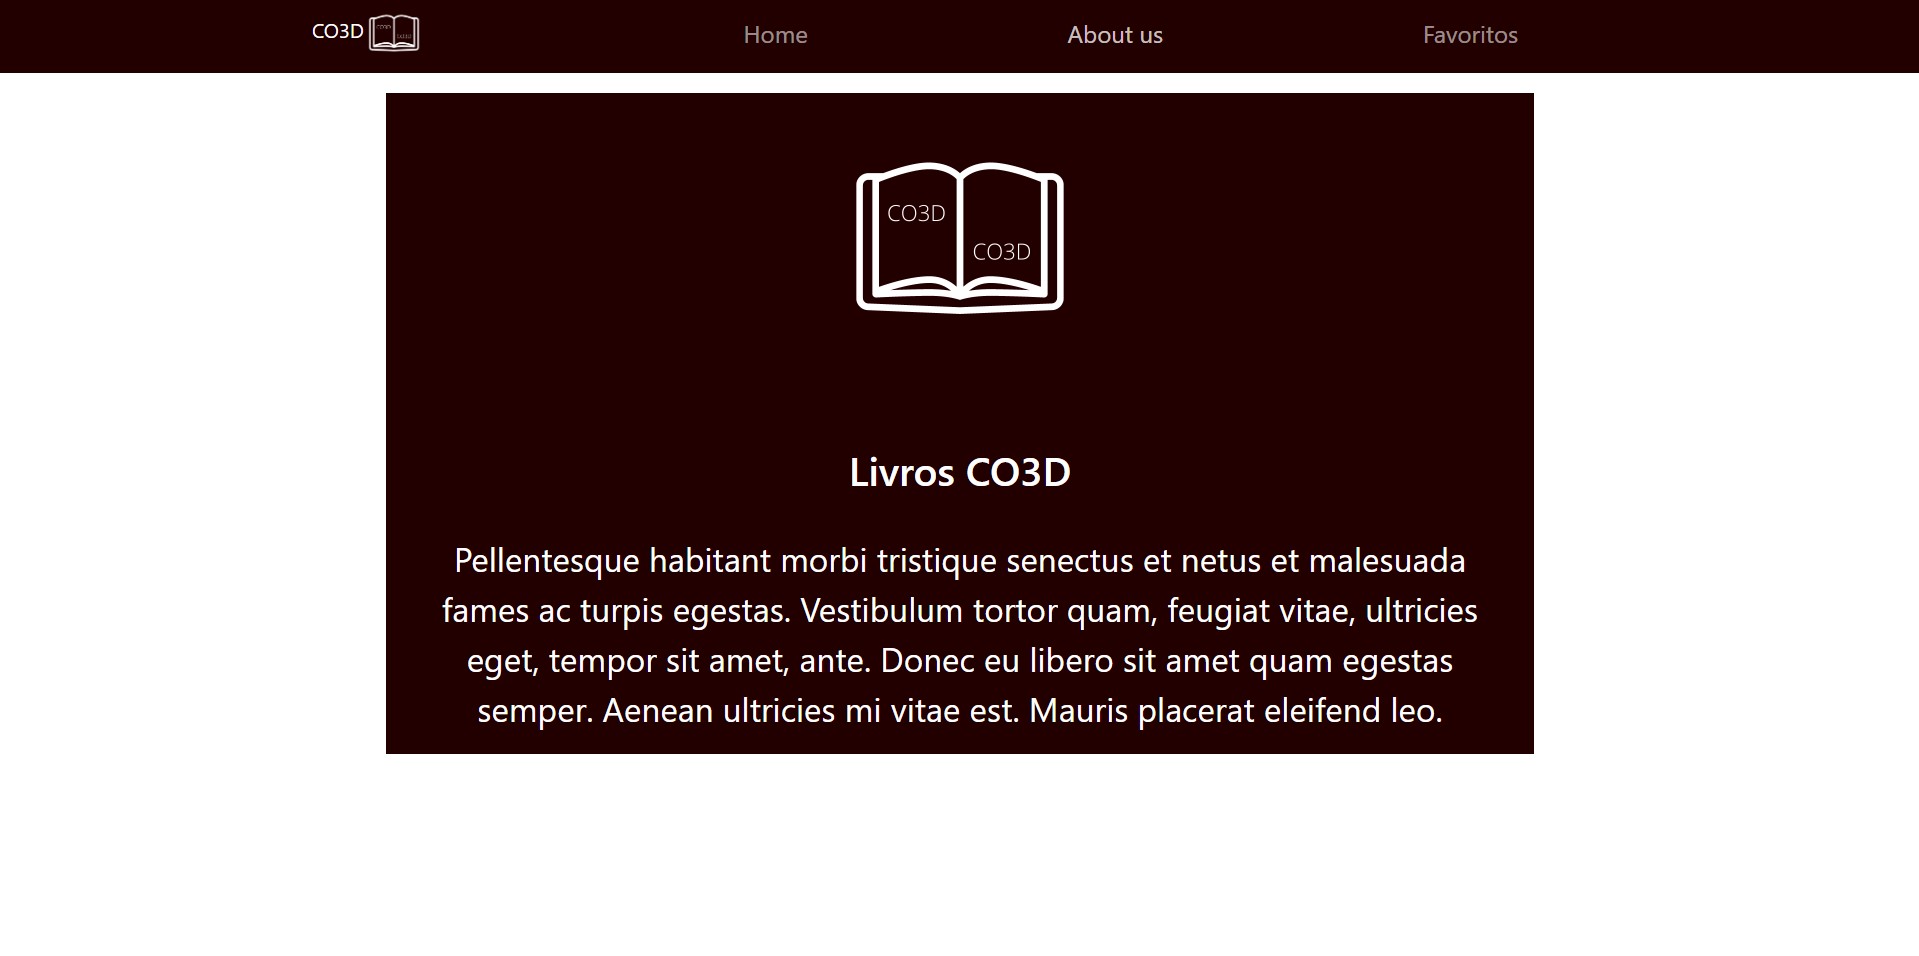 CO3D
Home
About us
Favoritos
CO3D
CO3D
Livros CO3D
Pellentesque habitant morbi tristique senectus et netus et malesuada
fames ac turpis egestas. Vestibulum tortor quam, feugiat vitae, ultricies
eget, tempor sit amet, ante. Donec eu libero sit amet quam egestas
semper. Aenean ultricies mi vitae est. Mauris placerat eleifend leo.